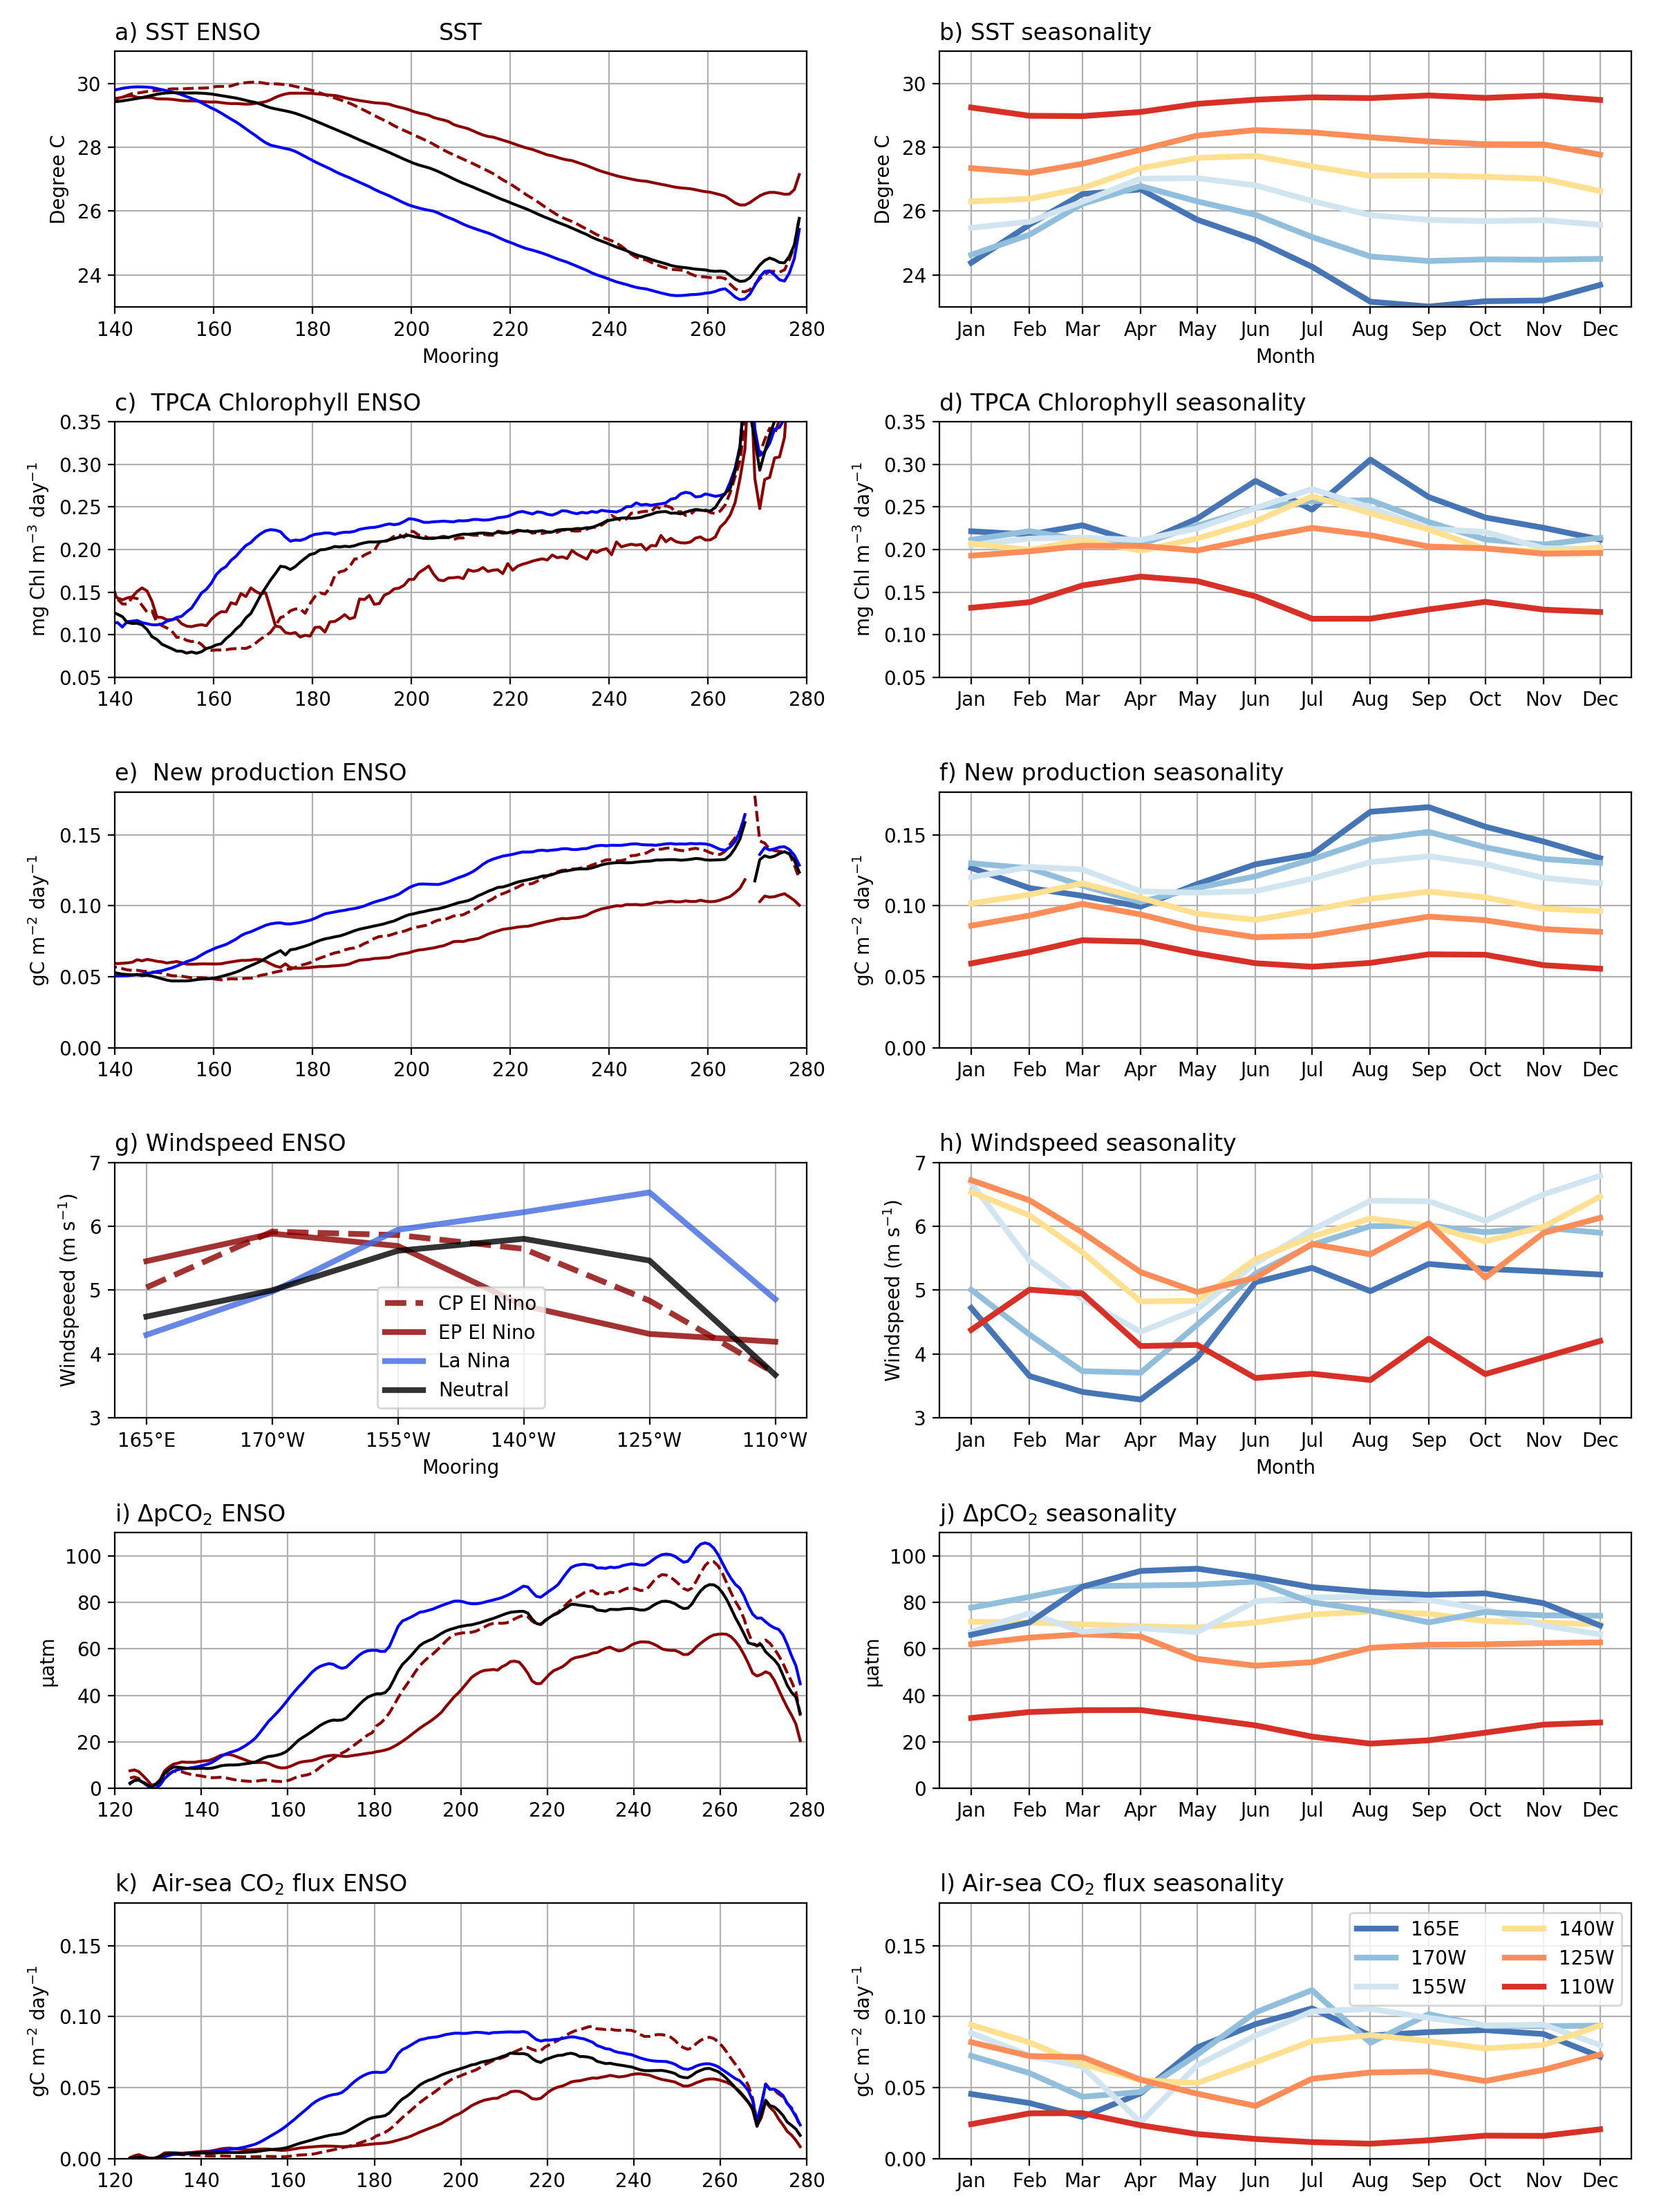 a) SST ENSO
SST
30
28
26
24
Degree C
140 160 180 200 220 240 260 280
Mooring
b) SST seasonality
30
28
26
24
Degree C
Jan Feb Mar Apr May Jun Jul Aug Sep Oct Nov Dec
Month
c) TPCA Chlorophyll ENSO
0.35
0.30
0.25
0.20
0.15
0.10
0.05
mg Chl m⁻³ day⁻¹
140 160 180 200 220 240 260 280
d) TPCA Chlorophyll seasonality
0.35
0.30
0.25
0.20
0.15
0.10
0.05
mg Chl m⁻³ day⁻¹
Jan Feb Mar Apr May Jun Jul Aug Sep Oct Nov Dec
e) New production ENSO
0.15
0.10
0.05
0.00
gC m⁻² day⁻¹
140 160 180 200 220 240 260 280
f) New production seasonality
0.15
0.10
0.05
0.00
gC m⁻² day⁻¹
Jan Feb Mar Apr May Jun Jul Aug Sep Oct Nov Dec
g) Windspeed ENSO
7
6
5
4
3
Windspeeed (m s⁻¹)
CP El Nino
EP El Nino
La Nina
Neutral
165°E 170°W 155°W 140°W 125°W 110°W
Mooring
h) Windspeed seasonality
7
6
5
4
3
Windspeed (m s⁻¹)
Jan Feb Mar Apr May Jun Jul Aug Sep Oct Nov Dec
Month
i) ΔpCO₂ ENSO
100
80
60
40
20
0
μatm
120 140 160 180 200 220 240 260 280
j) ΔpCO₂ seasonality
100
80
60
40
20
0
μatm
Jan Feb Mar Apr May Jun Jul Aug Sep Oct Nov Dec
k) Air-sea CO₂ flux ENSO
0.15
0.10
0.05
0.00
gC m⁻² day⁻¹
120 140 160 180 200 220 240 260 280
l) Air-sea CO₂ flux seasonality
0.15
0.10
0.05
0.00
gC m⁻² day⁻¹
165E 140W
170W 125W
155W 110W
Jan Feb Mar Apr May Jun Jul Aug Sep Oct Nov Dec